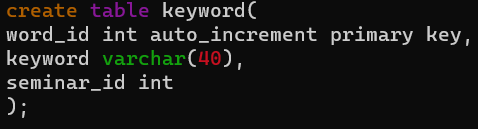 create table keyword(
word_id int auto_increment primary key,
keyword varchar(40),
seminar_id int
);